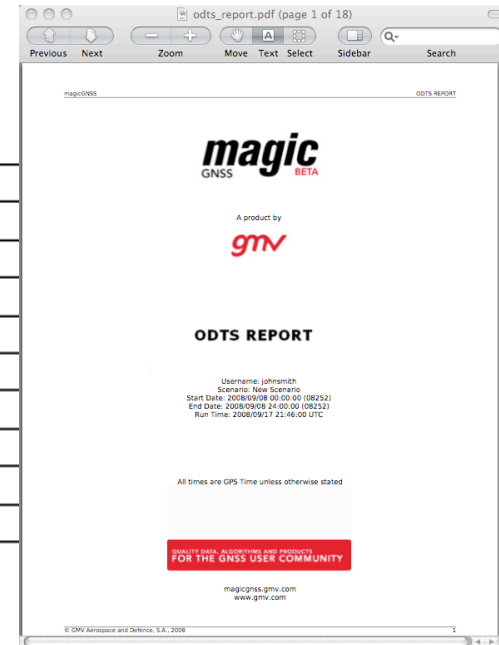 odts_report.pdf (page 1 of 18)
Previous Next Zoom Move Text Select Sidebar Search
magicGNSS ODTS REPORT
magic
GNSS BETA
A product by
gmv
ODTS REPORT
Username: johnsmith
Scenario: New Scenario
Start Date: 2008/09/08 00:00:00 (08252)
End Date: 2008/09/08 24:00:00 (08252)
Run Time: 2008/09/17 21:46:00 UTC
All times are GPS Time unless otherwise stated
QUALITY DATA, ALGORITHMS AND PRODUCTS
FOR THE GNSS USER COMMUNITY
magicgnss.gmv.com
www.gmv.com
© GMV Aerospace and Defence, S.A., 2008 1